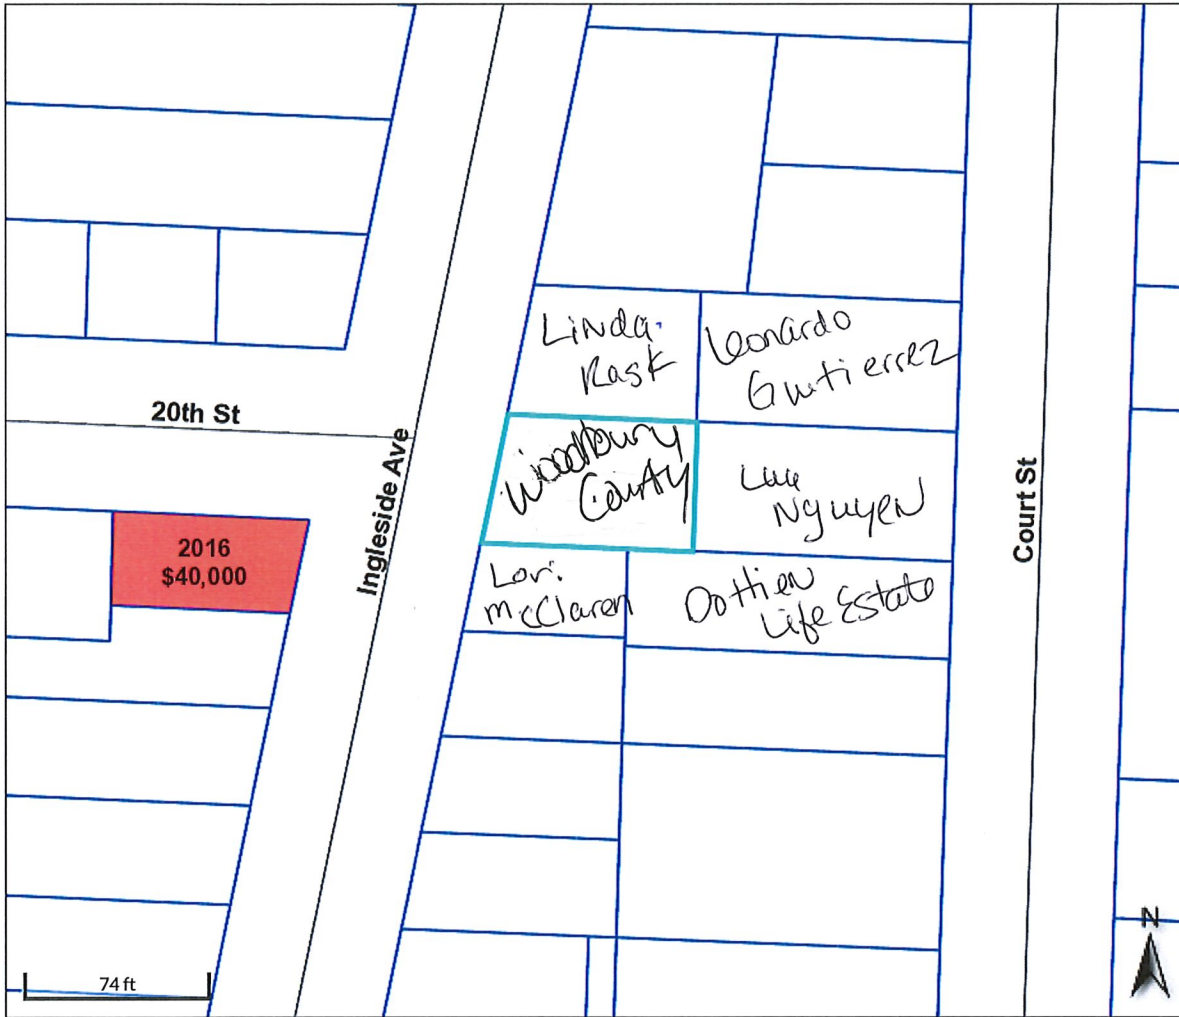 Linda
Rask
Leonardo
Gutierrez
20th St
Woodbury
County
Ingleside Ave
Nguyen
Court St
2016
$40,000
Lori
McClaren
Life Estate
N
74 ft